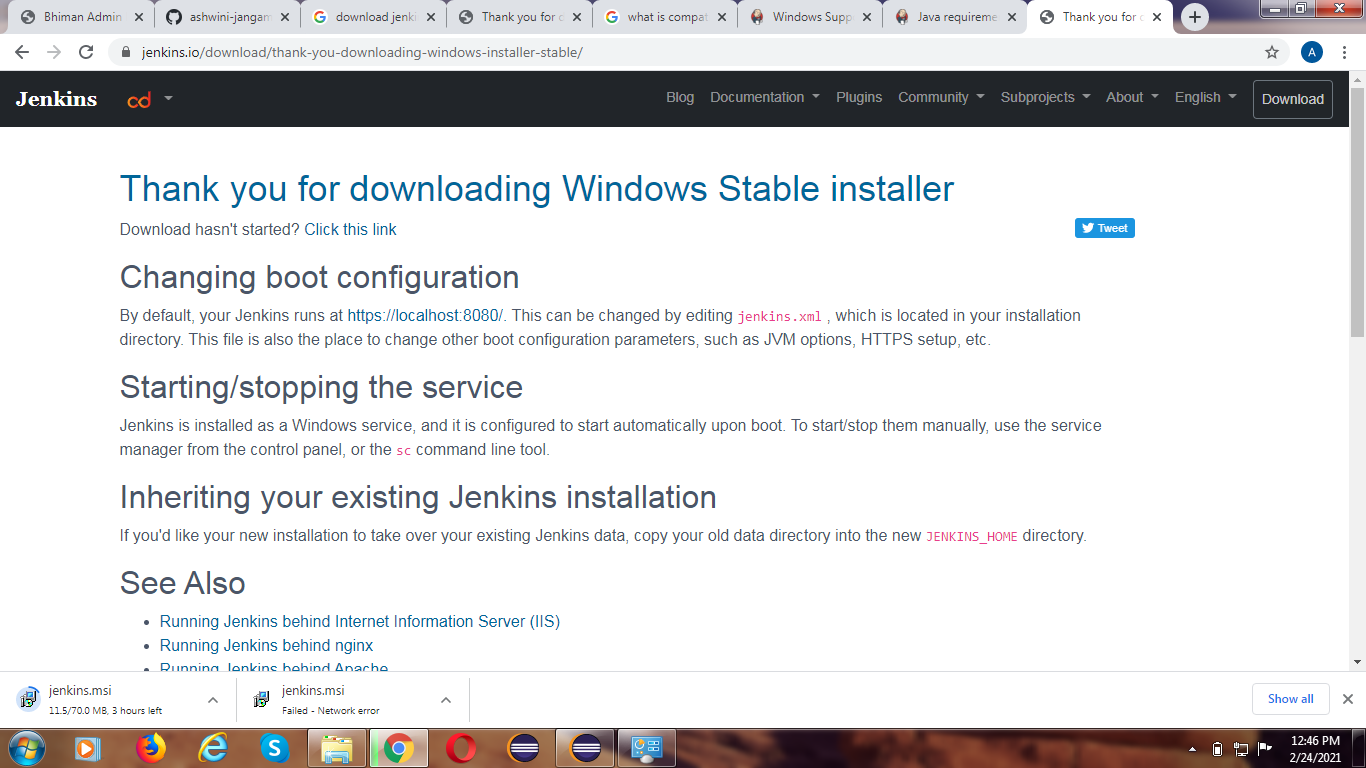 Bhiman Admin
ashwini-jangam
download jenki
Thank you for d
what is compat
Windows Supp
Java requireme
Thank you for d
jenkins.io/download/thank-you-downloading-windows-installer-stable/
A
Jenkins
cd
Blog
Documentation
Plugins
Community
Subprojects
About
English
Download
Thank you for downloading Windows Stable installer
Download hasn't started? Click this link
Tweet
Changing boot configuration
By default, your Jenkins runs at https://localhost:8080/. This can be changed by editing jenkins.xml , which is located in your installation
directory. This file is also the place to change other boot configuration parameters, such as JVM options, HTTPS setup, etc.
Starting/stopping the service
Jenkins is installed as a Windows service, and it is configured to start automatically upon boot. To start/stop them manually, use the service
manager from the control panel, or the sc command line tool.
Inheriting your existing Jenkins installation
If you'd like your new installation to take over your existing Jenkins data, copy your old data directory into the new JENKINS_HOME directory.
See Also
• Running Jenkins behind Internet Information Server (IIS)
• Running Jenkins behind nginx
• Running Jenkins behind Apache
jenkins.msi
11.5/70.0 MB, 3 hours left
jenkins.msi
Failed - Network error
Show all
12:46 PM
2/24/2021